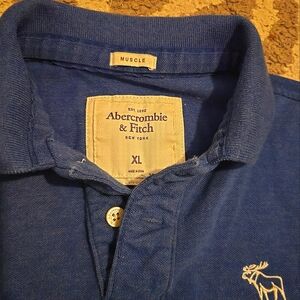 MUSCLE
EST. 1892
Abercrombie
& Fitch
NEW YORK
XL